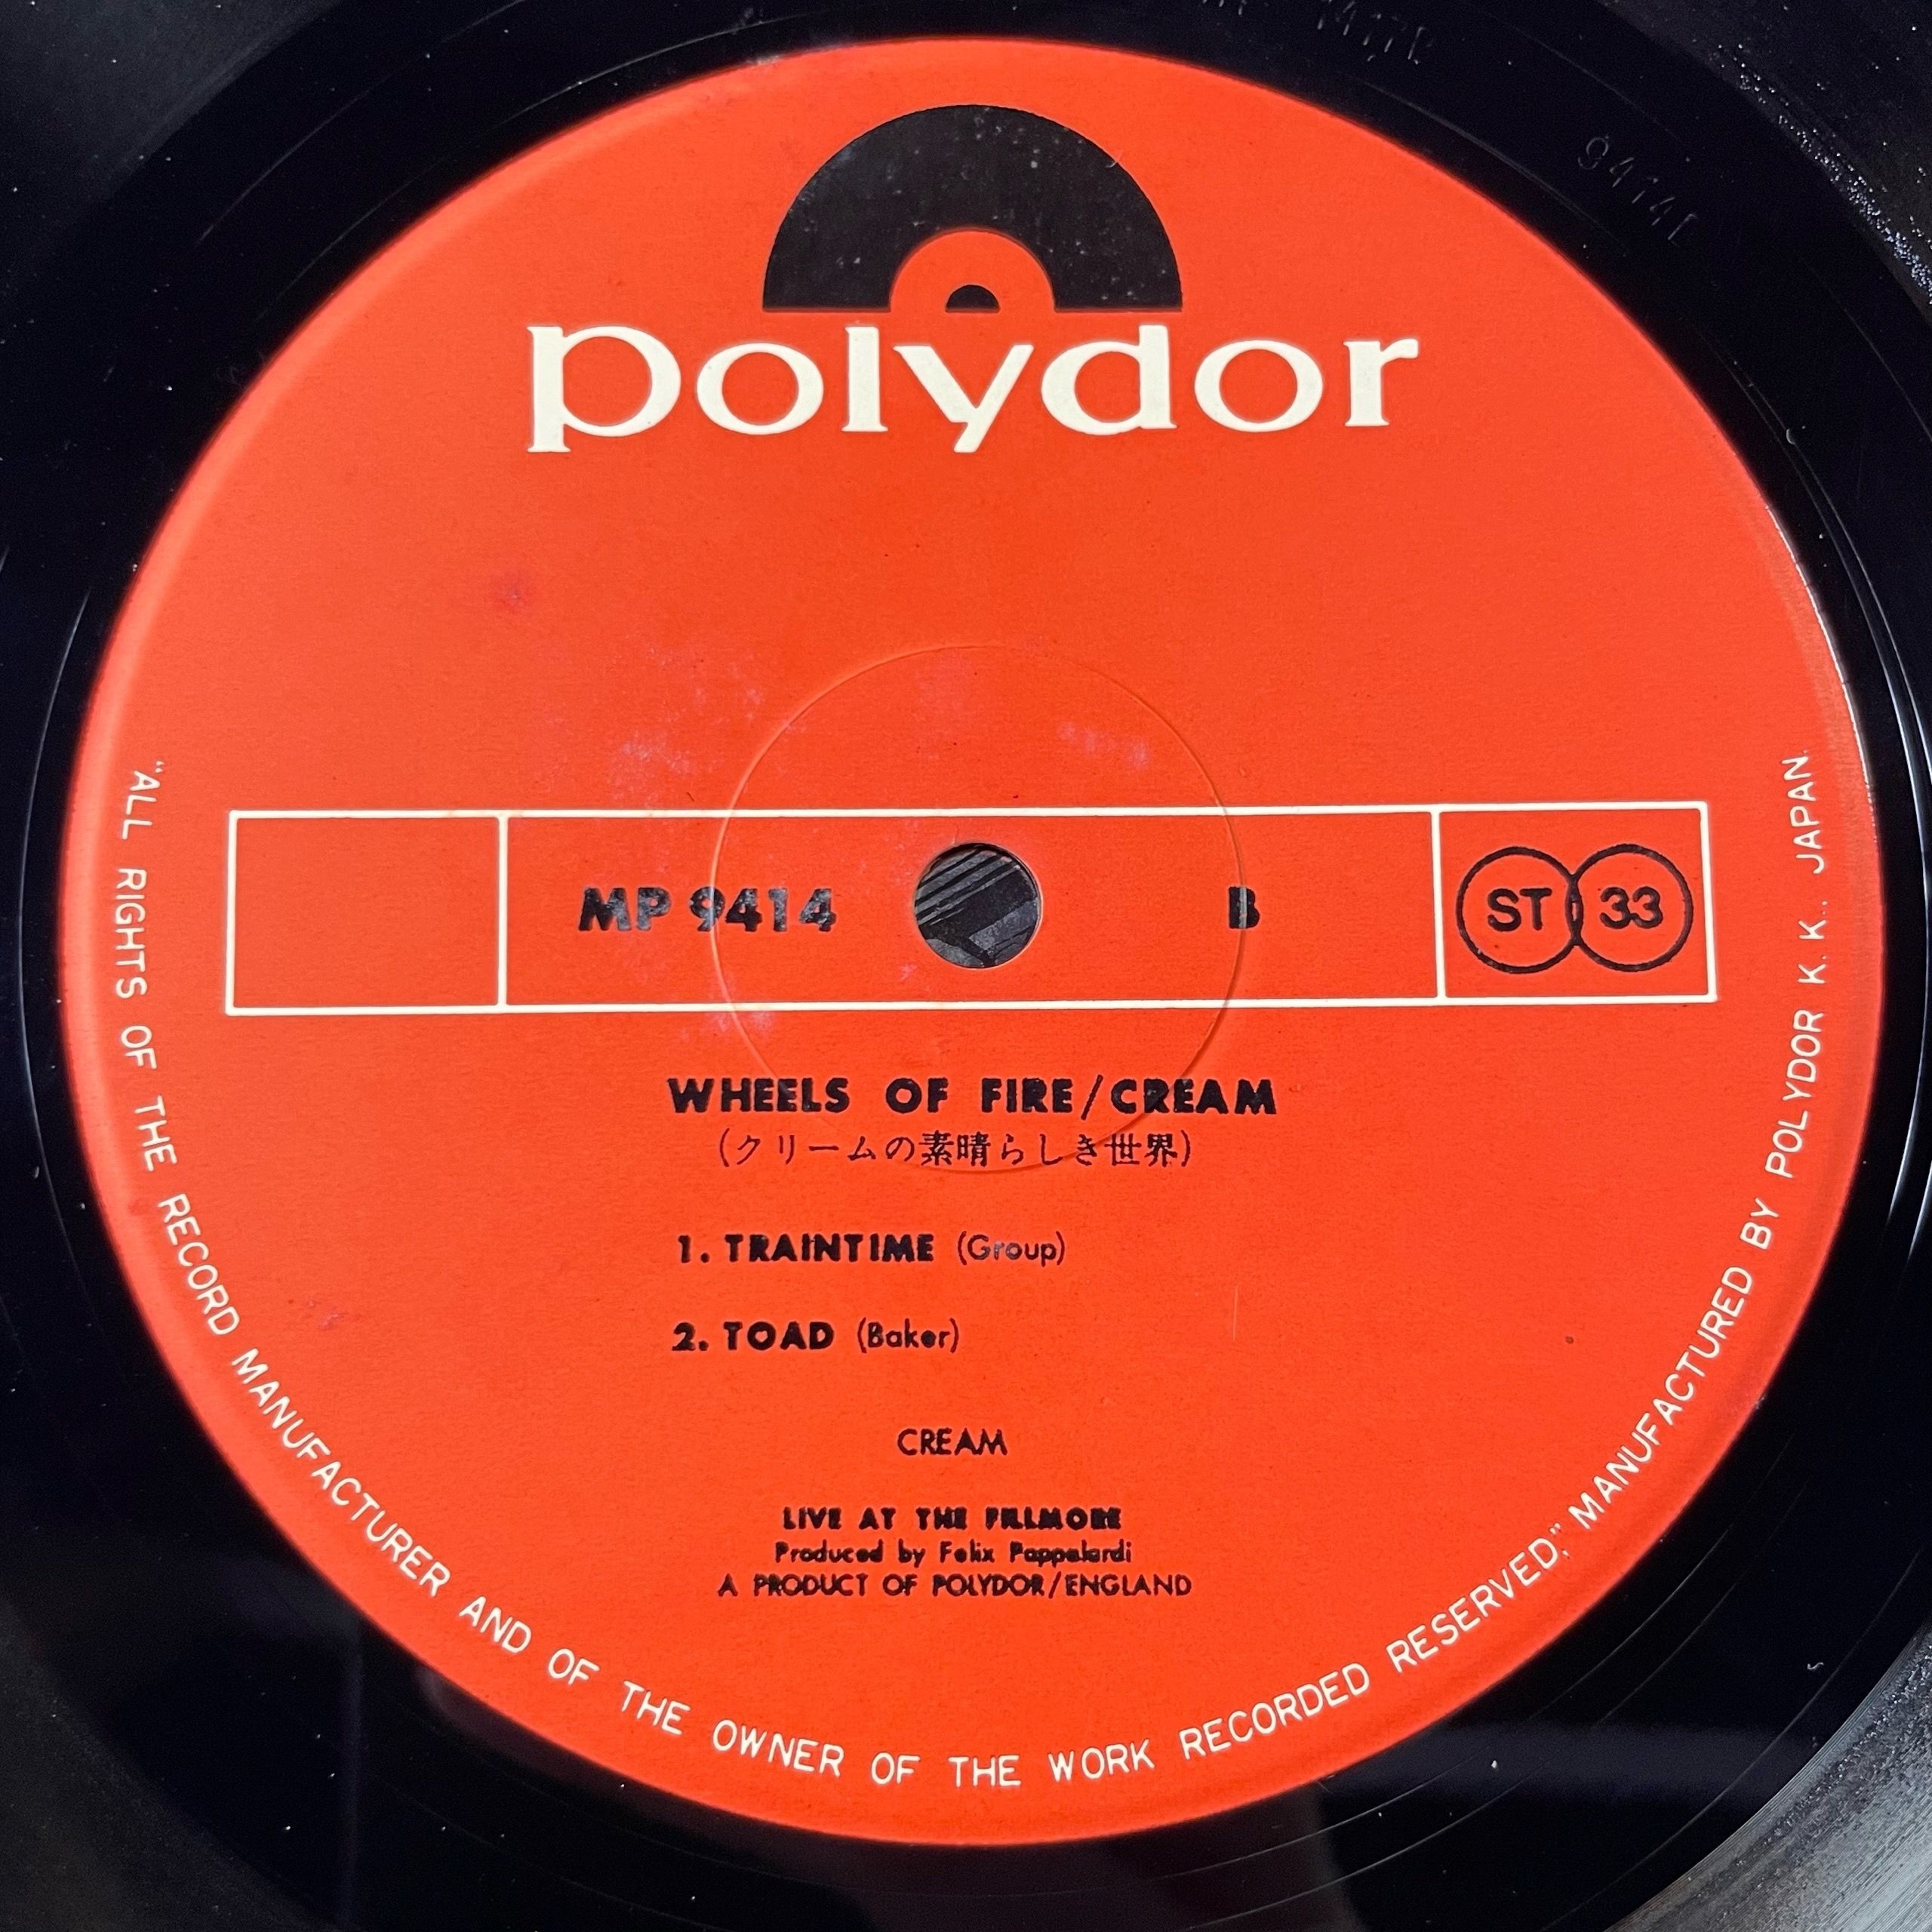 polydor
MP 9414 B ST 33
WHEELS OF FIRE/CREAM
(クリームの素晴らしき世界)
1. TRAINTIME (Group)
2. TOAD (Baker)
CREAM
LIVE AT THE FILLMORE
Produced by Felix Pappalardi
A PRODUCT OF POLYDOR/ENGLAND
"ALL RIGHTS OF THE RECORD MANUFACTURER AND OF THE OWNER OF THE WORK RECORDED RESERVED," MANUFACTURED BY POLYDOR K.K., JAPAN